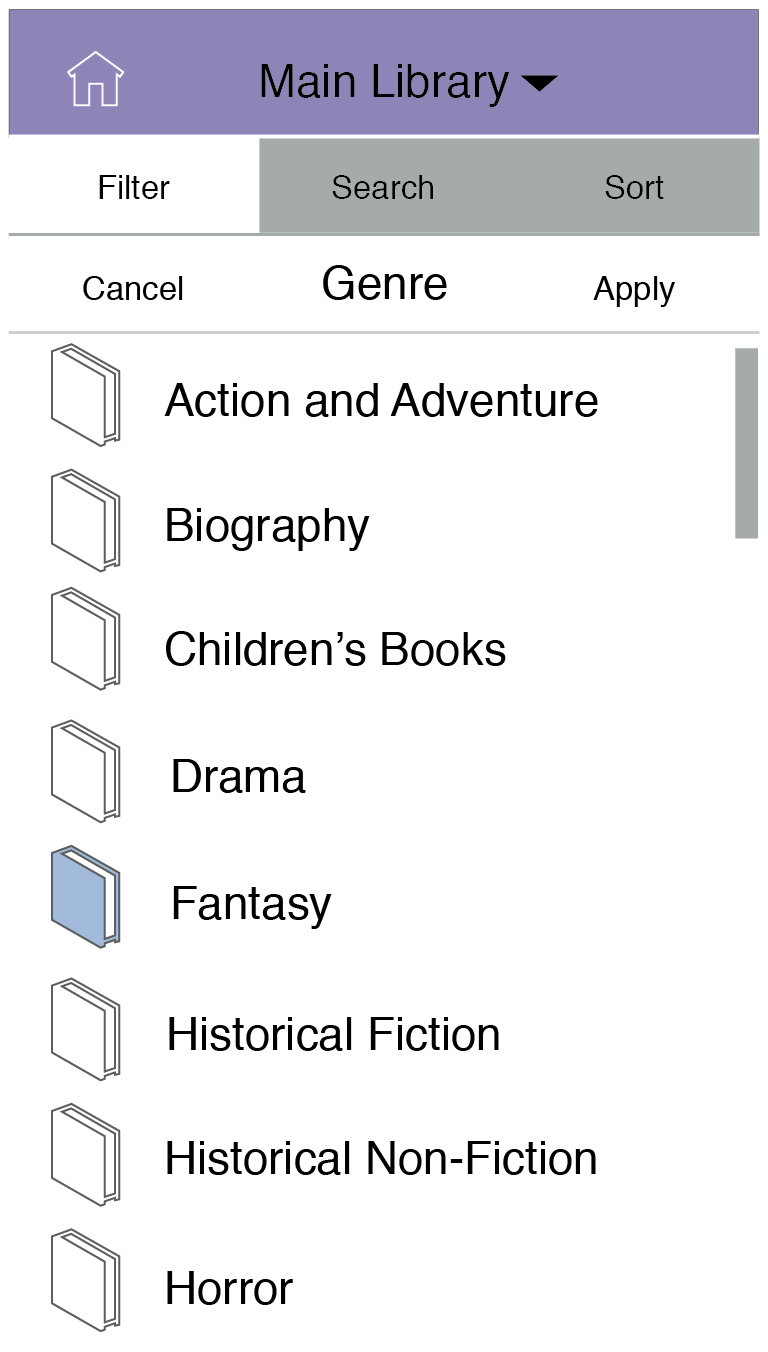 Main Library
Filter Search Sort
Cancel Genre Apply
Action and Adventure
Biography
Children’s Books
Drama
Fantasy
Historical Fiction
Historical Non-Fiction
Horror